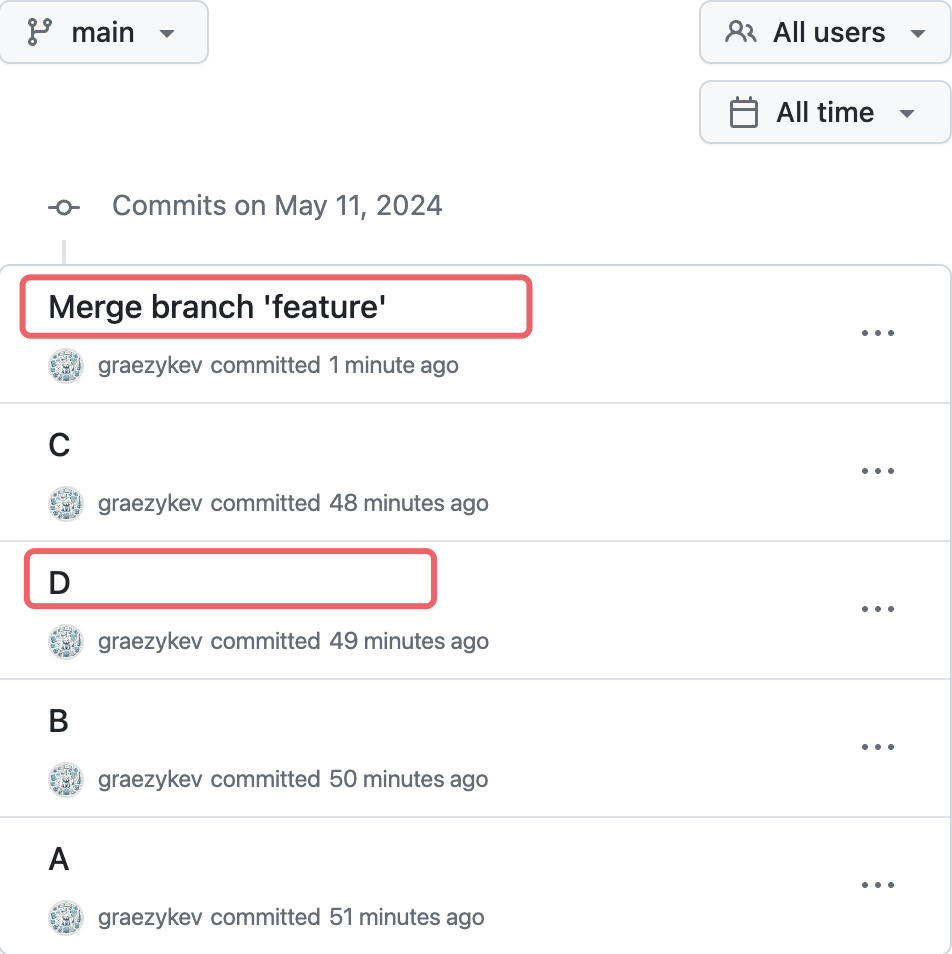 main
All users
All time
Commits on May 11, 2024
Merge branch 'feature'
graezykev committed 1 minute ago
C
graezykev committed 48 minutes ago
D
graezykev committed 49 minutes ago
B
graezykev committed 50 minutes ago
A
graezykev committed 51 minutes ago